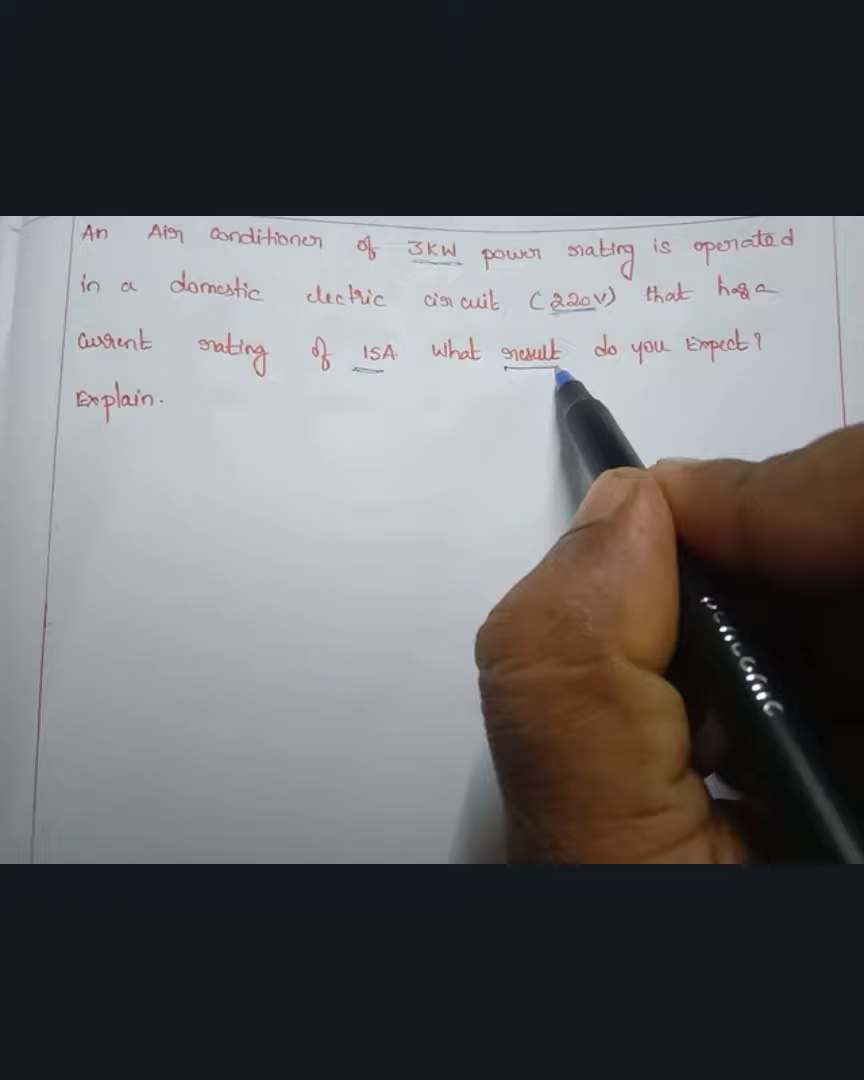 An Air conditioner of 3KW power rating is operated
in a domestic electric circuit (220V) that has a
current rating of 15A. What result do you Expect?
Explain.